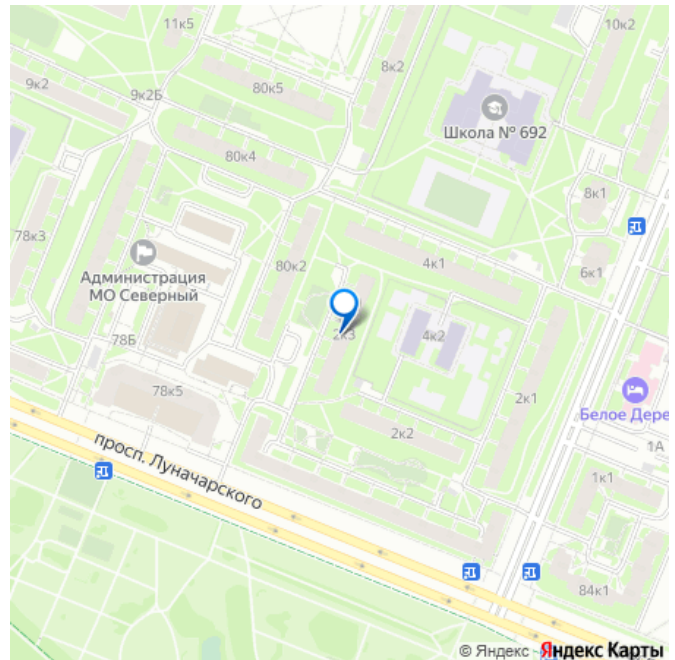 11к5
10к2
8к2
9к2
9к2Б
80к5
Школа № 692
80к4
8к1
78к3
80к2
4к1
6к1
Администрация
МО Северный
78Б
2к3
4к2
78к5
2к1
Белое Дере
2к2
1А
просп. Луначарского
1к1
84к1
© Яндекс Яндекс Карты